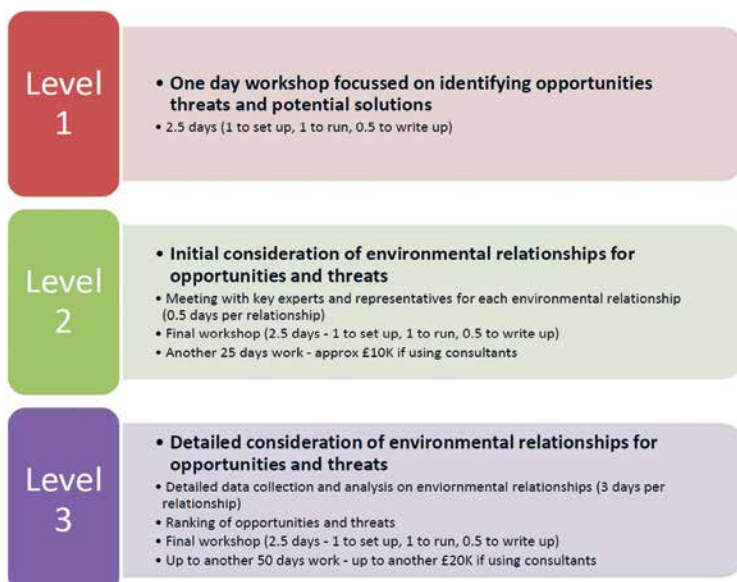 Level
1
• One day workshop focussed on identifying opportunities
threats and potential solutions
• 2.5 days (1 to set up, 1 to run, 0.5 to write up)
Level
2
• Initial consideration of environmental relationships for
opportunities and threats
• Meeting with key experts and representatives for each environmental relationship
(0.5 days per relationship)
• Final workshop (2.5 days - 1 to set up, 1 to run, 0.5 to write up)
• Another 25 days work - approx £10K if using consultants
Level
3
• Detailed consideration of environmental relationships for
opportunities and threats
• Detailed data collection and analysis on enviornmental relationships (3 days per
relationship)
• Ranking of opportunities and threats
• Final workshop (2.5 days - 1 to set up, 1 to run, 0.5 to write up)
• Up to another 50 days work - up to another £20K if using consultants